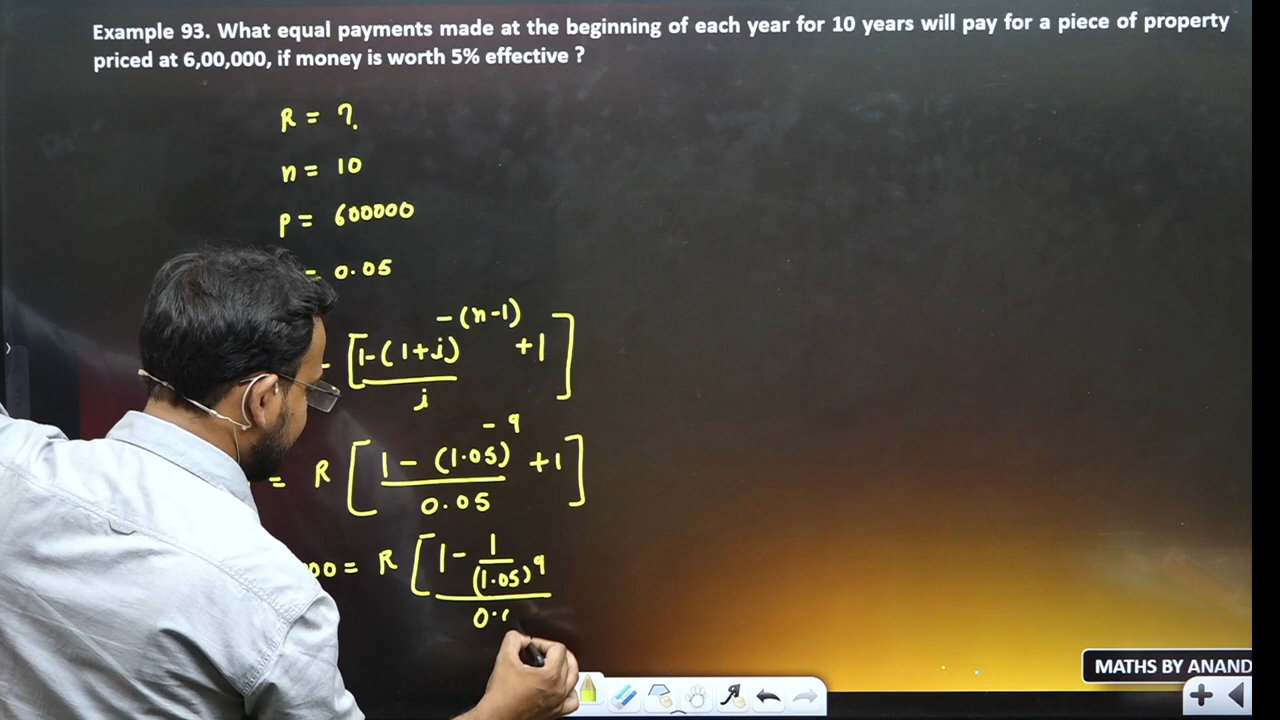 Example 93. What equal payments made at the beginning of each year for 10 years will pay for a piece of property
priced at 6,00,000, if money is worth 5% effective ?
R = ?
n = 10
P = 600000
= 0.05
[1-(1+i)^-(n-1) / i +1]
= R [1 - (1.05)^-9 / 0.05 +1]
00 = R [1 - 1/(1.05)^9 / 0.
MATHS BY ANAND